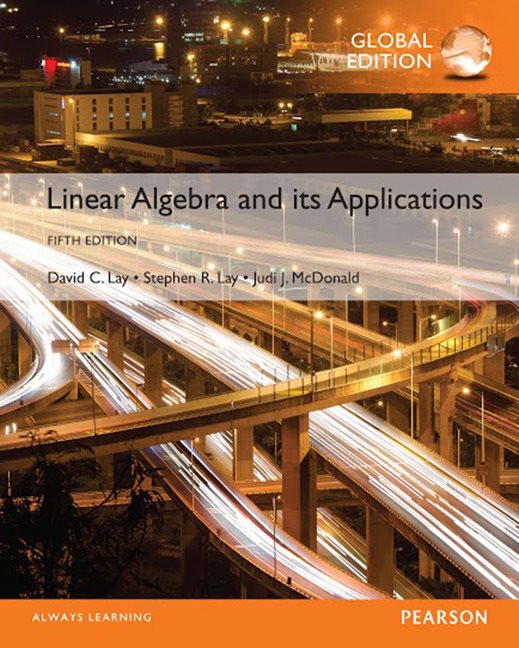 GLOBAL
EDITION
Linear Algebra and its Applications
FIFTH EDITION
David C. Lay • Stephen R. Lay • Judi J. McDonald
ALWAYS LEARNING
PEARSON